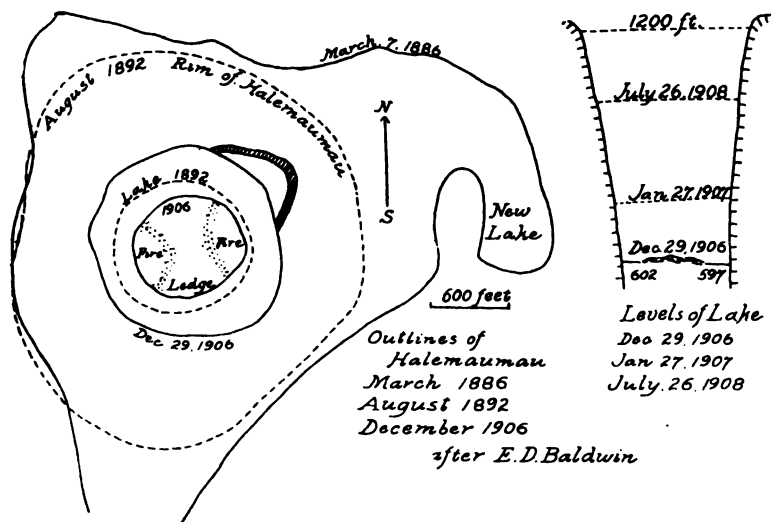 March. 7. 1886
August 1892 Rim of Halemaumau
N
S
Lake 1892
1906
Fire
Fire
Ledge
Dec 29.1906
New
Lake
600 feet
Outlines of
Halemaumau
March 1886
August 1892
December 1906
after E.D.Baldwin
1200 ft.
July 26.1908
Jan 27.1907
Dec 29.1906
602 597
Levels of Lake
Dec 29.1906
Jan 27.1907
July.26.1908